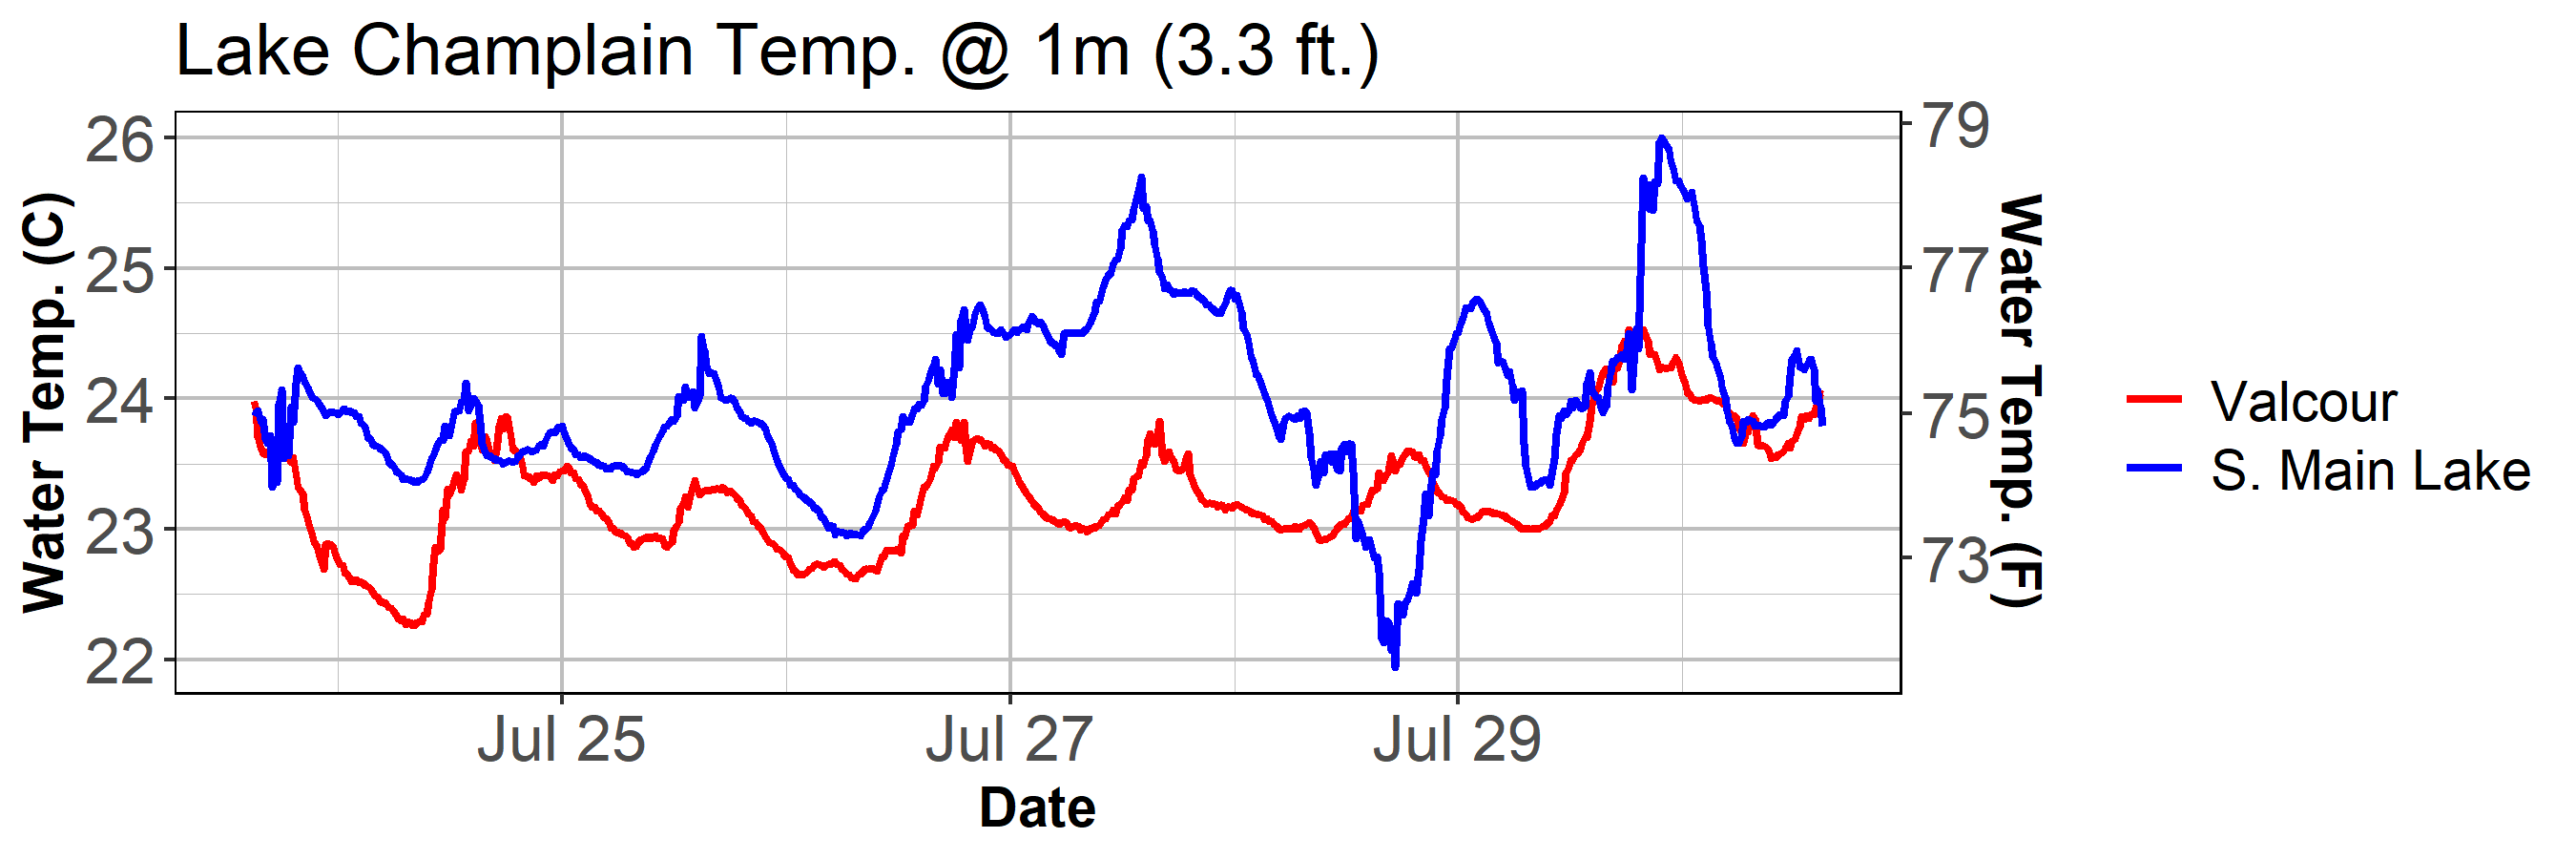 Lake Champlain Temp. @ 1m (3.3 ft.)
Water Temp. (C)
26
25
24
23
22
79
77
75
73
Water Temp. (F)
Jul 25
Jul 27
Jul 29
Date
Valcour
S. Main Lake